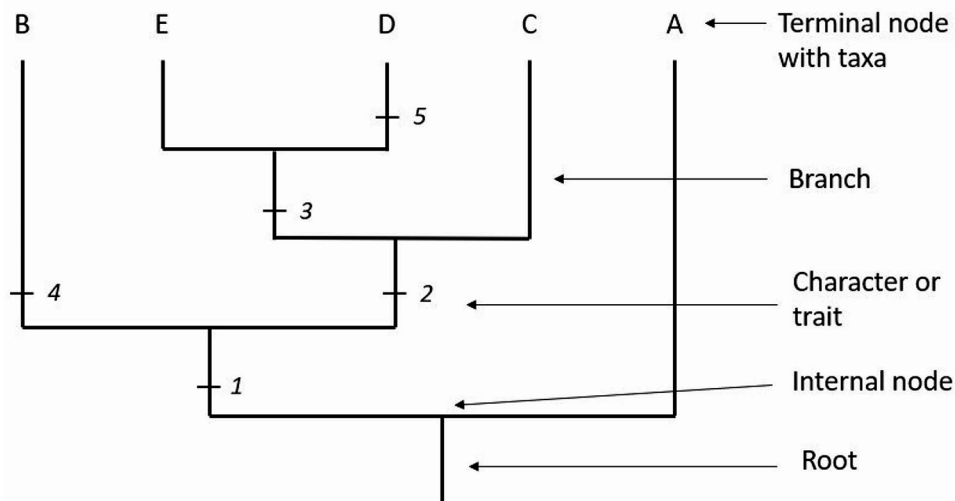 B E D C A
Terminal node
with taxa
5
Branch
3
Character or
trait
4
2
Internal node
1
Root